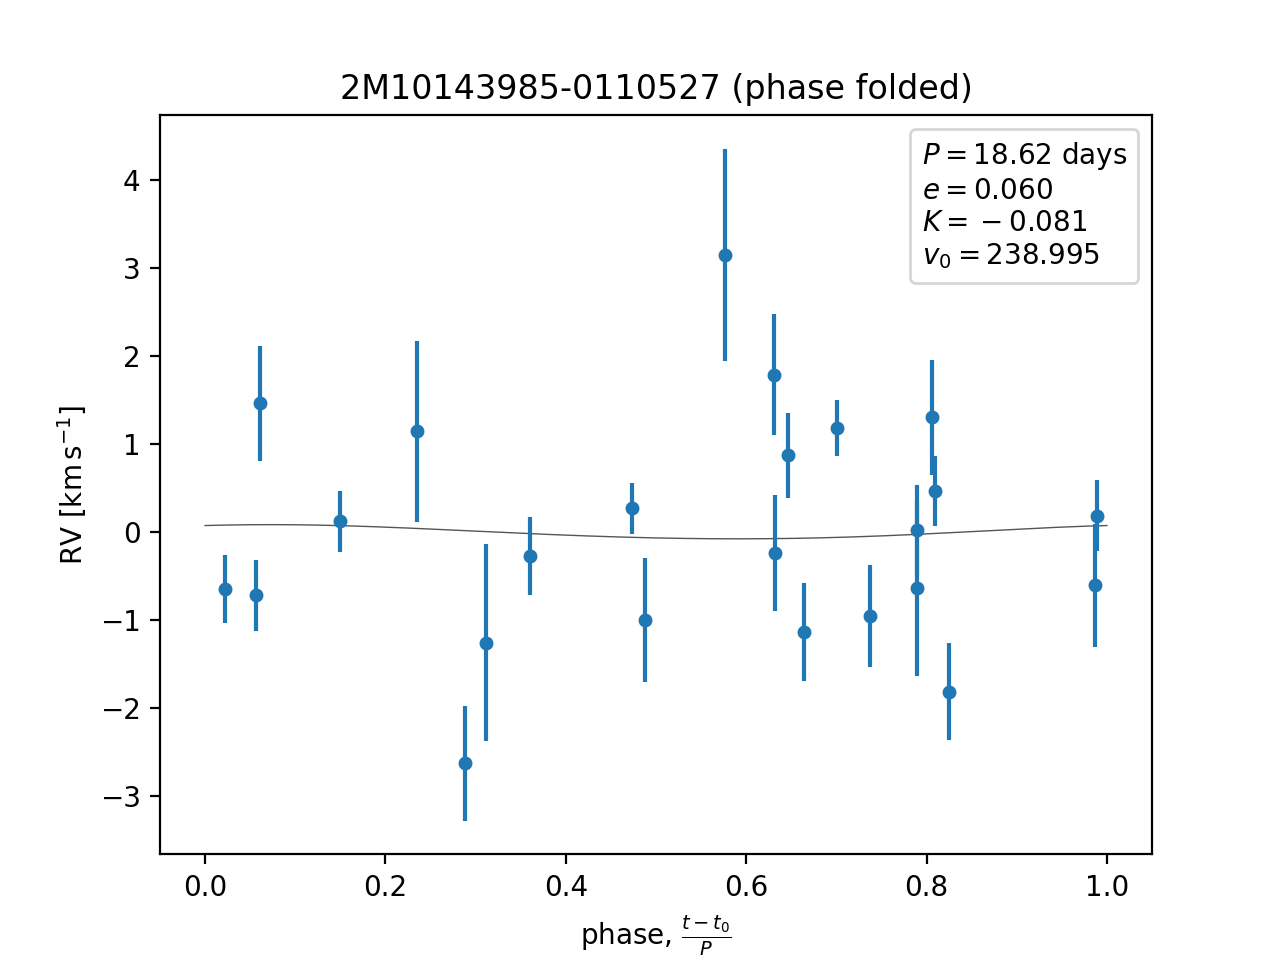 2M10143985-0110527 (phase folded)
P = 18.62 days
e = 0.060
K = −0.081
v₀ = 238.995
4
3
2
1
0
−1
−2
−3
RV [km s⁻¹]
0.0 0.2 0.4 0.6 0.8 1.0
phase, (t − t₀)/P